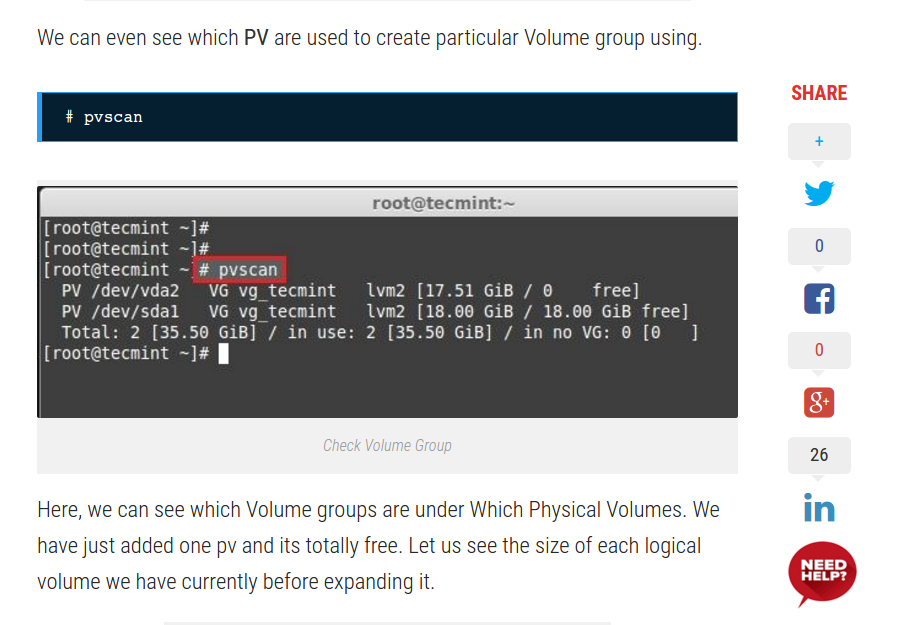 We can even see which PV are used to create particular Volume group using.
SHARE
# pvscan
+
root@tecmint:~
[root@tecmint ~]#
[root@tecmint ~]#
[root@tecmint ~]# pvscan
PV /dev/vda2   VG vg_tecmint   lvm2 [17.51 GiB / 0    free]
PV /dev/sda1   VG vg_tecmint   lvm2 [18.00 GiB / 18.00 GiB free]
Total: 2 [35.50 GiB] / in use: 2 [35.50 GiB] / in no VG: 0 [0   ]
[root@tecmint ~]#
0
f
0
g+
Check Volume Group
26
in
Here, we can see which Volume groups are under Which Physical Volumes. We
have just added one pv and its totally free. Let us see the size of each logical
volume we have currently before expanding it.
NEED
HELP?